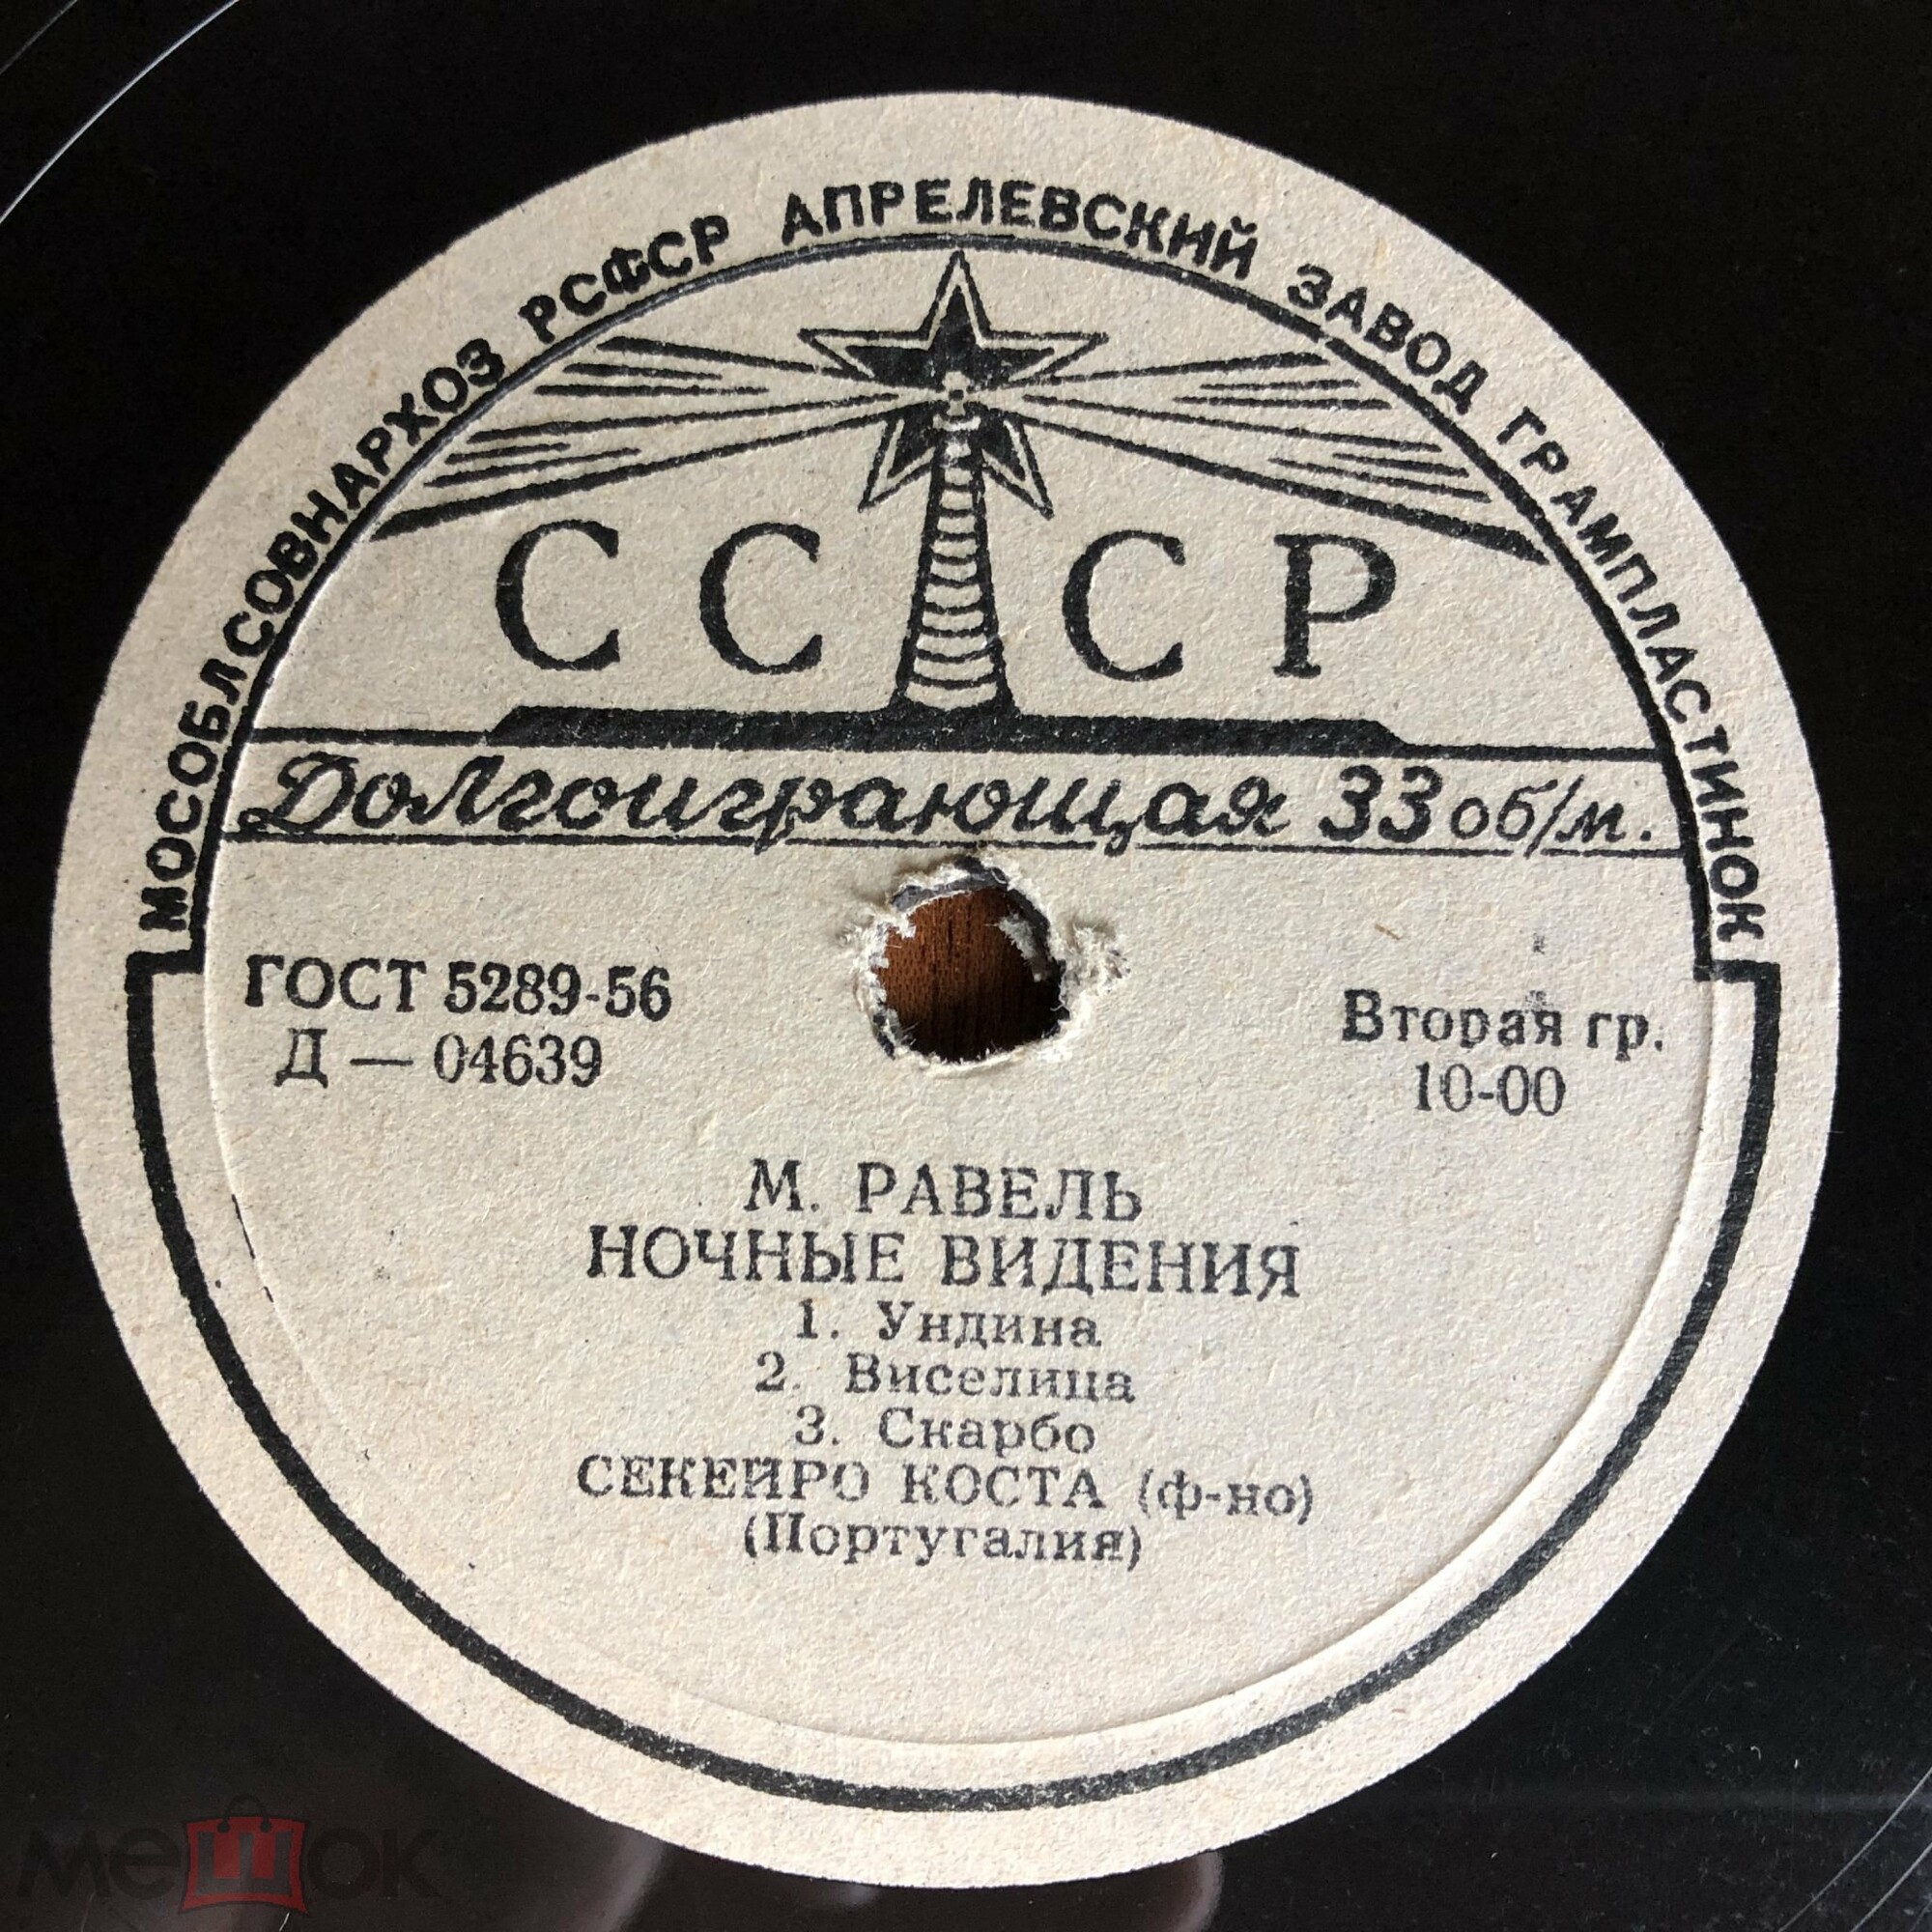 МОСОБЛСОВНАРХОЗ РСФСР АПРЕЛЕВСКИЙ ЗАВОД ГРАМПЛАСТИНОК
СССР
Долгоиграющая 33 об/м.
ГОСТ 5289-56
Д — 04639
Вторая гр.
10-00
М. РАВЕЛЬ
НОЧНЫЕ ВИДЕНИЯ
1. Ундина
2. Виселица
3. Скарбо
СЕКЕЙРО КОСТА (ф-но)
(Португалия)
мешок